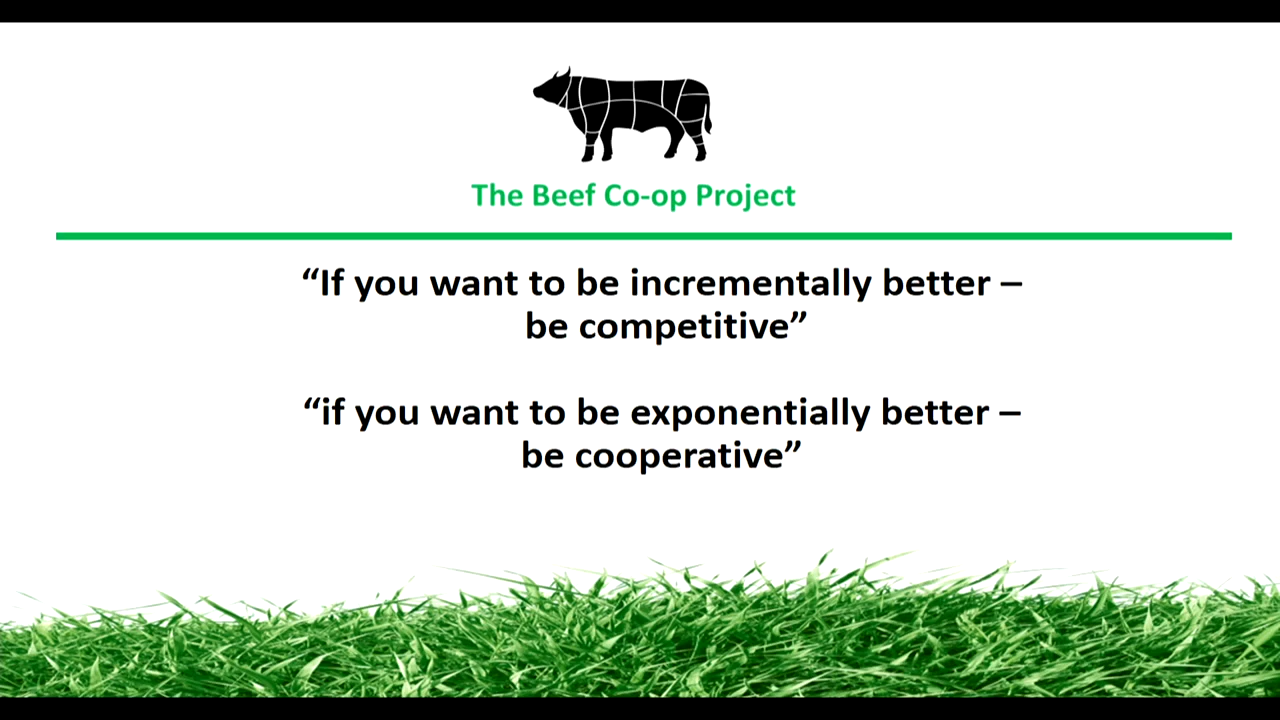 The Beef Co-op Project
“If you want to be incrementally better –
be competitive”
“if you want to be exponentially better –
be cooperative”